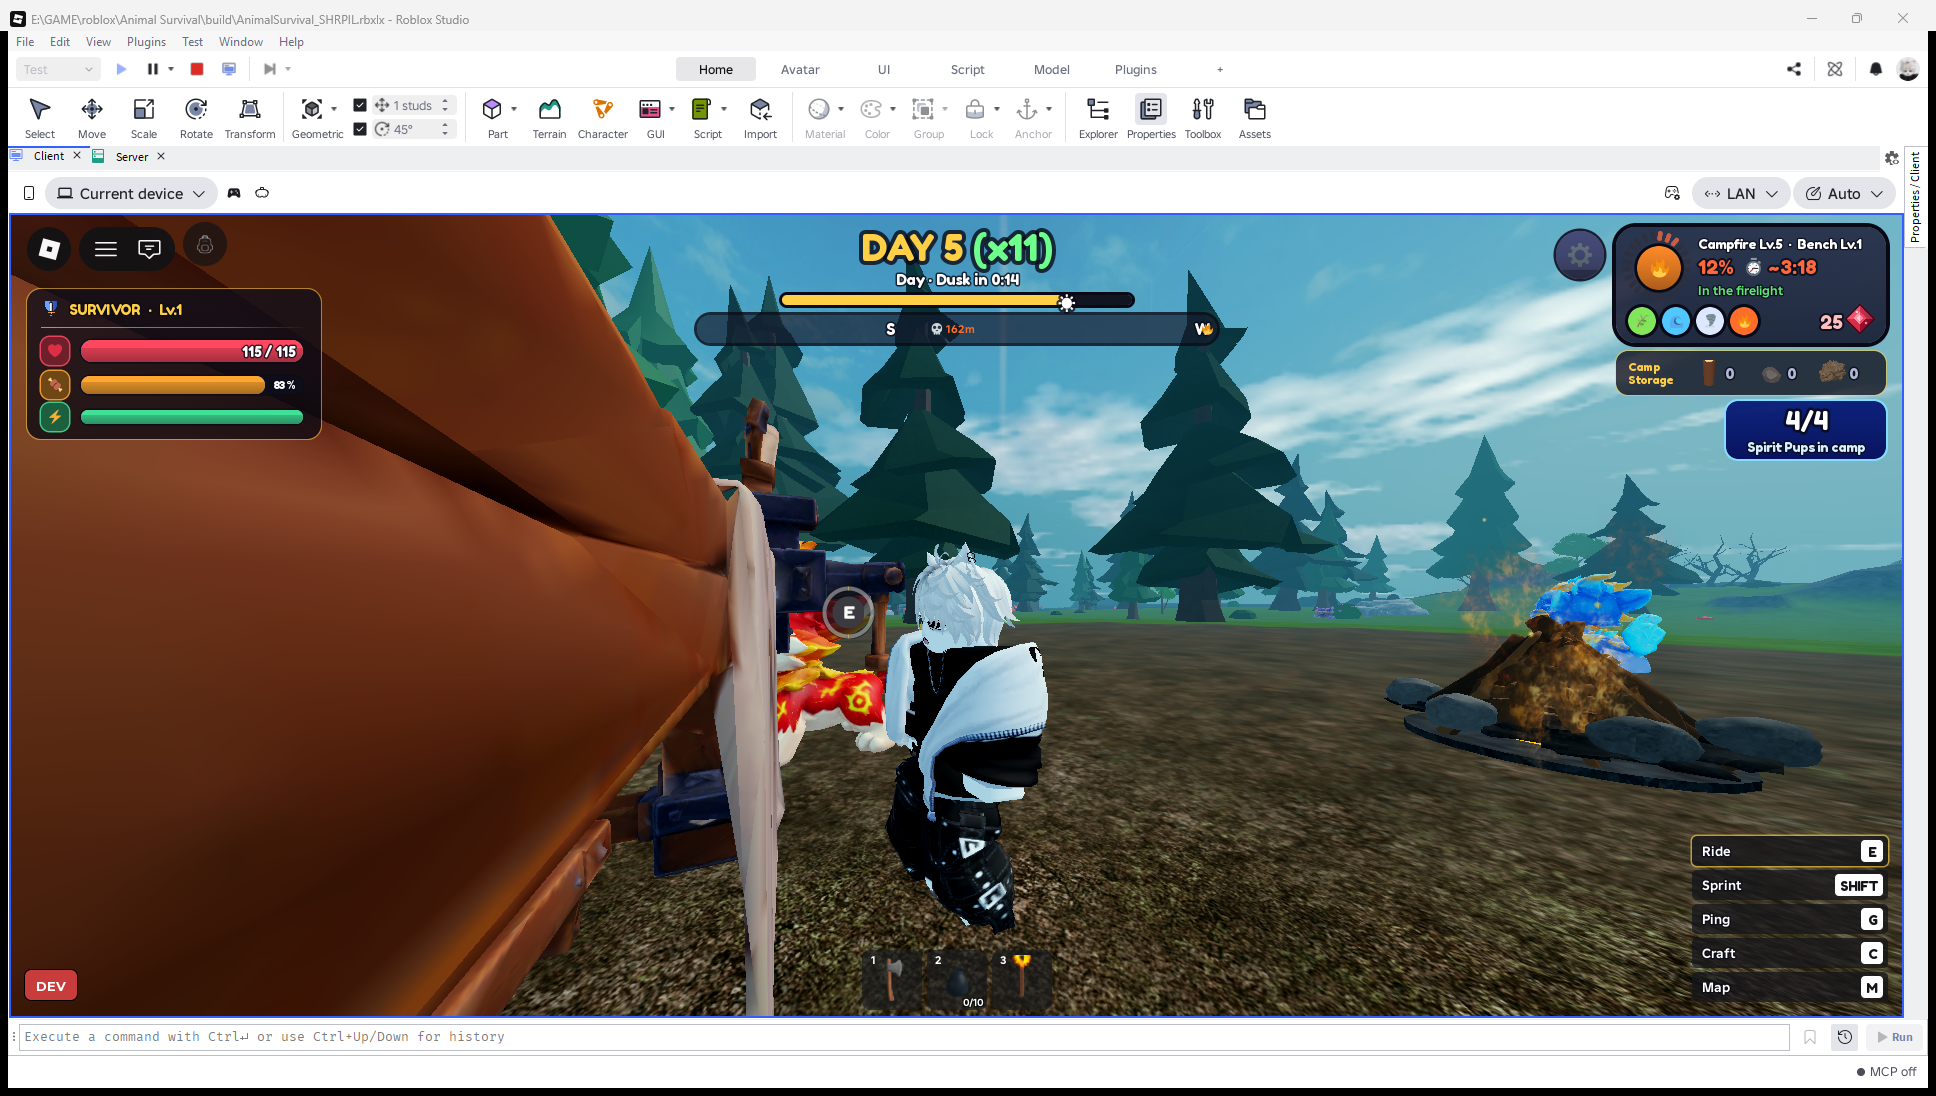 E:\GAME\roblox\Animal Survival\build\AnimalSurvival_SHRPIL.rbxlx - Roblox Studio
File Edit View Plugins Test Window Help
Test
Home Avatar UI Script Model Plugins +
Select Move Scale Rotate Transform Geometric
1 studs
45°
Part Terrain Character GUI Script Import Material Color Group Lock Anchor Explorer Properties Toolbox Assets
Client Server
Properties / Client
Current device
LAN
Auto
DAY 5 (x11)
Day · Dusk in 0:14
S 162m W
SURVIVOR · Lv.1
115 / 115
83%
Campfire Lv.5 · Bench Lv.1
12% ~3:18
In the firelight
25
Camp Storage 0 0 0
4/4
Spirit Pups in camp
E
Ride E
Sprint SHIFT
Ping G
Craft C
Map M
1 2 3
0/10
DEV
Execute a command with Ctrl↵ or use Ctrl+Up/Down for history
Run
MCP off